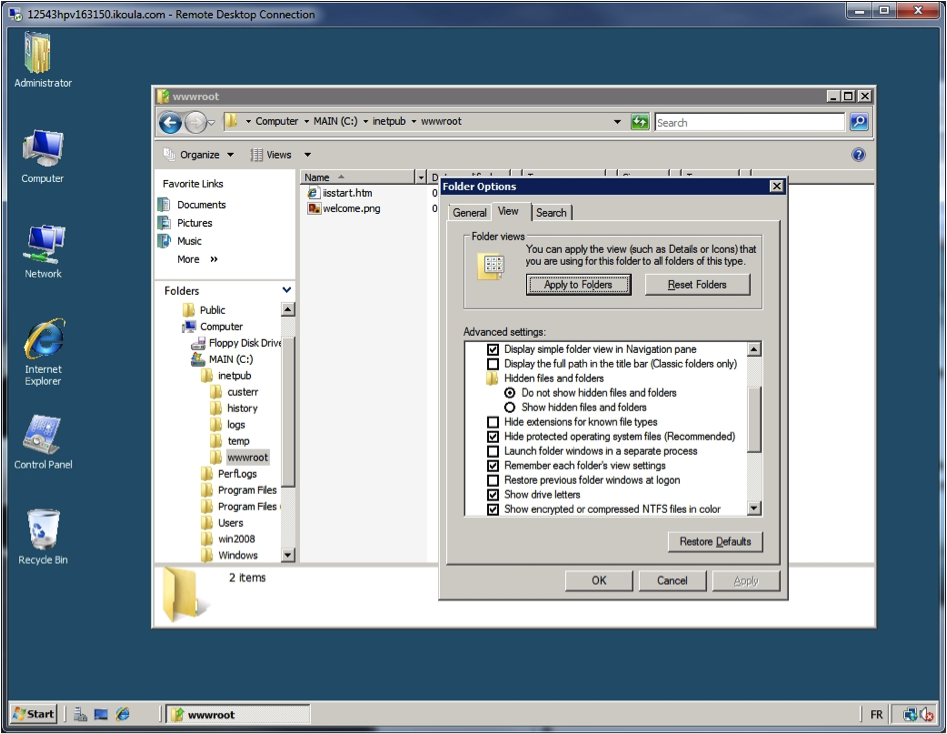 12543hpv163150.ikoula.com - Remote Desktop Connection
Administrator
Computer
Network
Internet
Explorer
Control Panel
Recycle Bin
wwwroot
Computer MAIN (C:) inetpub wwwroot
Search
Organize Views
Favorite Links
Documents
Pictures
Music
More »
Folders
Public
Computer
Floppy Disk Drive
MAIN (C:)
inetpub
custerr
history
logs
temp
wwwroot
PerfLogs
Program Files
Program Files
Users
win2008
Windows
Name
iisstart.htm 0
welcome.png 0
2 items
Folder Options
General View Search
Folder views
You can apply the view (such as Details or Icons) that
you are using for this folder to all folders of this type.
Apply to Folders Reset Folders
Advanced settings:
Display simple folder view in Navigation pane
Display the full path in the title bar (Classic folders only)
Hidden files and folders
Do not show hidden files and folders
Show hidden files and folders
Hide extensions for known file types
Hide protected operating system files (Recommended)
Launch folder windows in a separate process
Remember each folder's view settings
Restore previous folder windows at logon
Show drive letters
Show encrypted or compressed NTFS files in color
Restore Defaults
OK Cancel Apply
Start
wwwroot
FR